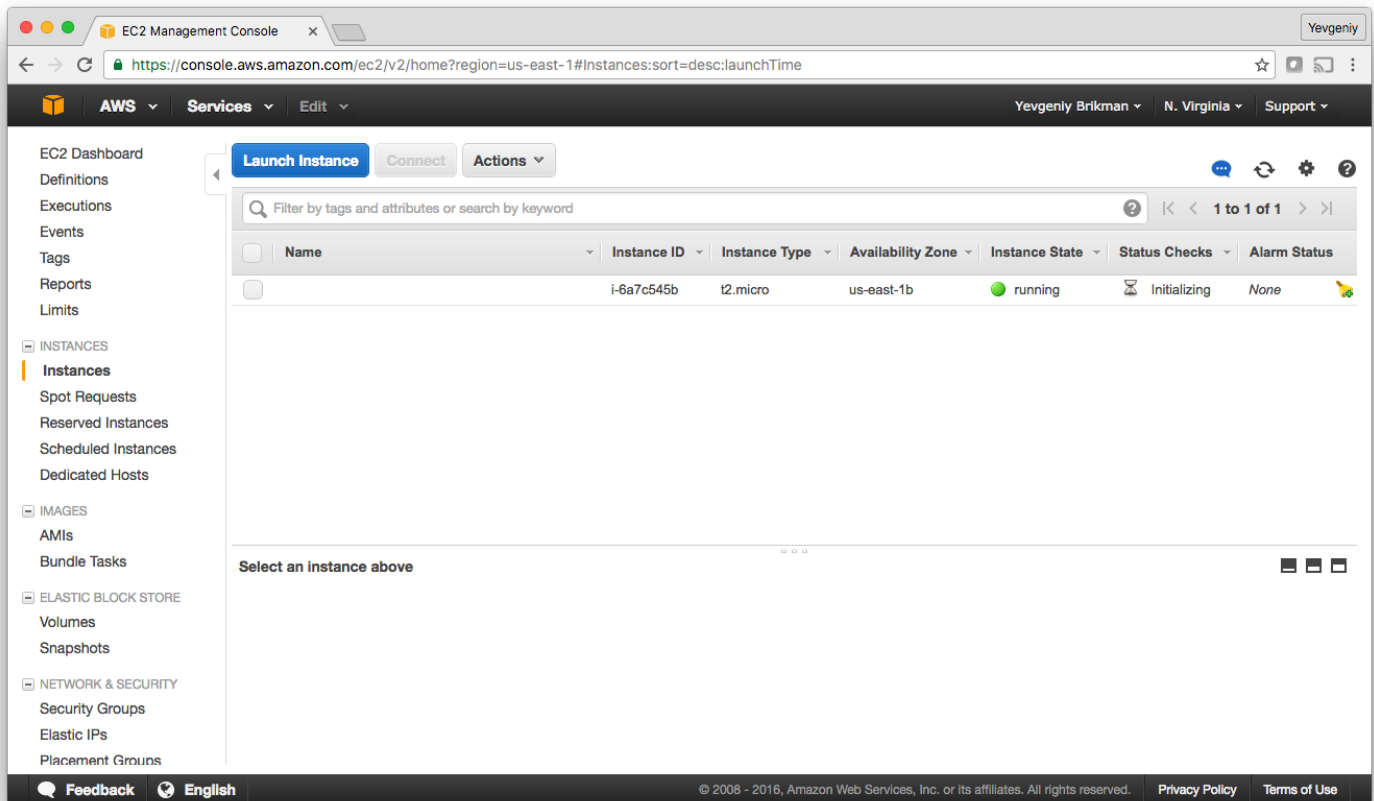 EC2 Management Console
Yevgeniy
https://console.aws.amazon.com/ec2/v2/home?region=us-east-1#Instances:sort=desc:launchTime
AWS Services Edit Yevgeniy Brikman N. Virginia Support
EC2 Dashboard
Definitions
Executions
Events
Tags
Reports
Limits
INSTANCES
Instances
Spot Requests
Reserved Instances
Scheduled Instances
Dedicated Hosts
IMAGES
AMIs
Bundle Tasks
ELASTIC BLOCK STORE
Volumes
Snapshots
NETWORK & SECURITY
Security Groups
Elastic IPs
Placement Groups
Launch Instance Connect Actions
Filter by tags and attributes or search by keyword 1 to 1 of 1
Name Instance ID Instance Type Availability Zone Instance State Status Checks Alarm Status
i-6a7c545b t2.micro us-east-1b running Initializing None
Select an instance above
Feedback English © 2008 - 2016, Amazon Web Services, Inc. or its affiliates. All rights reserved. Privacy Policy Terms of Use